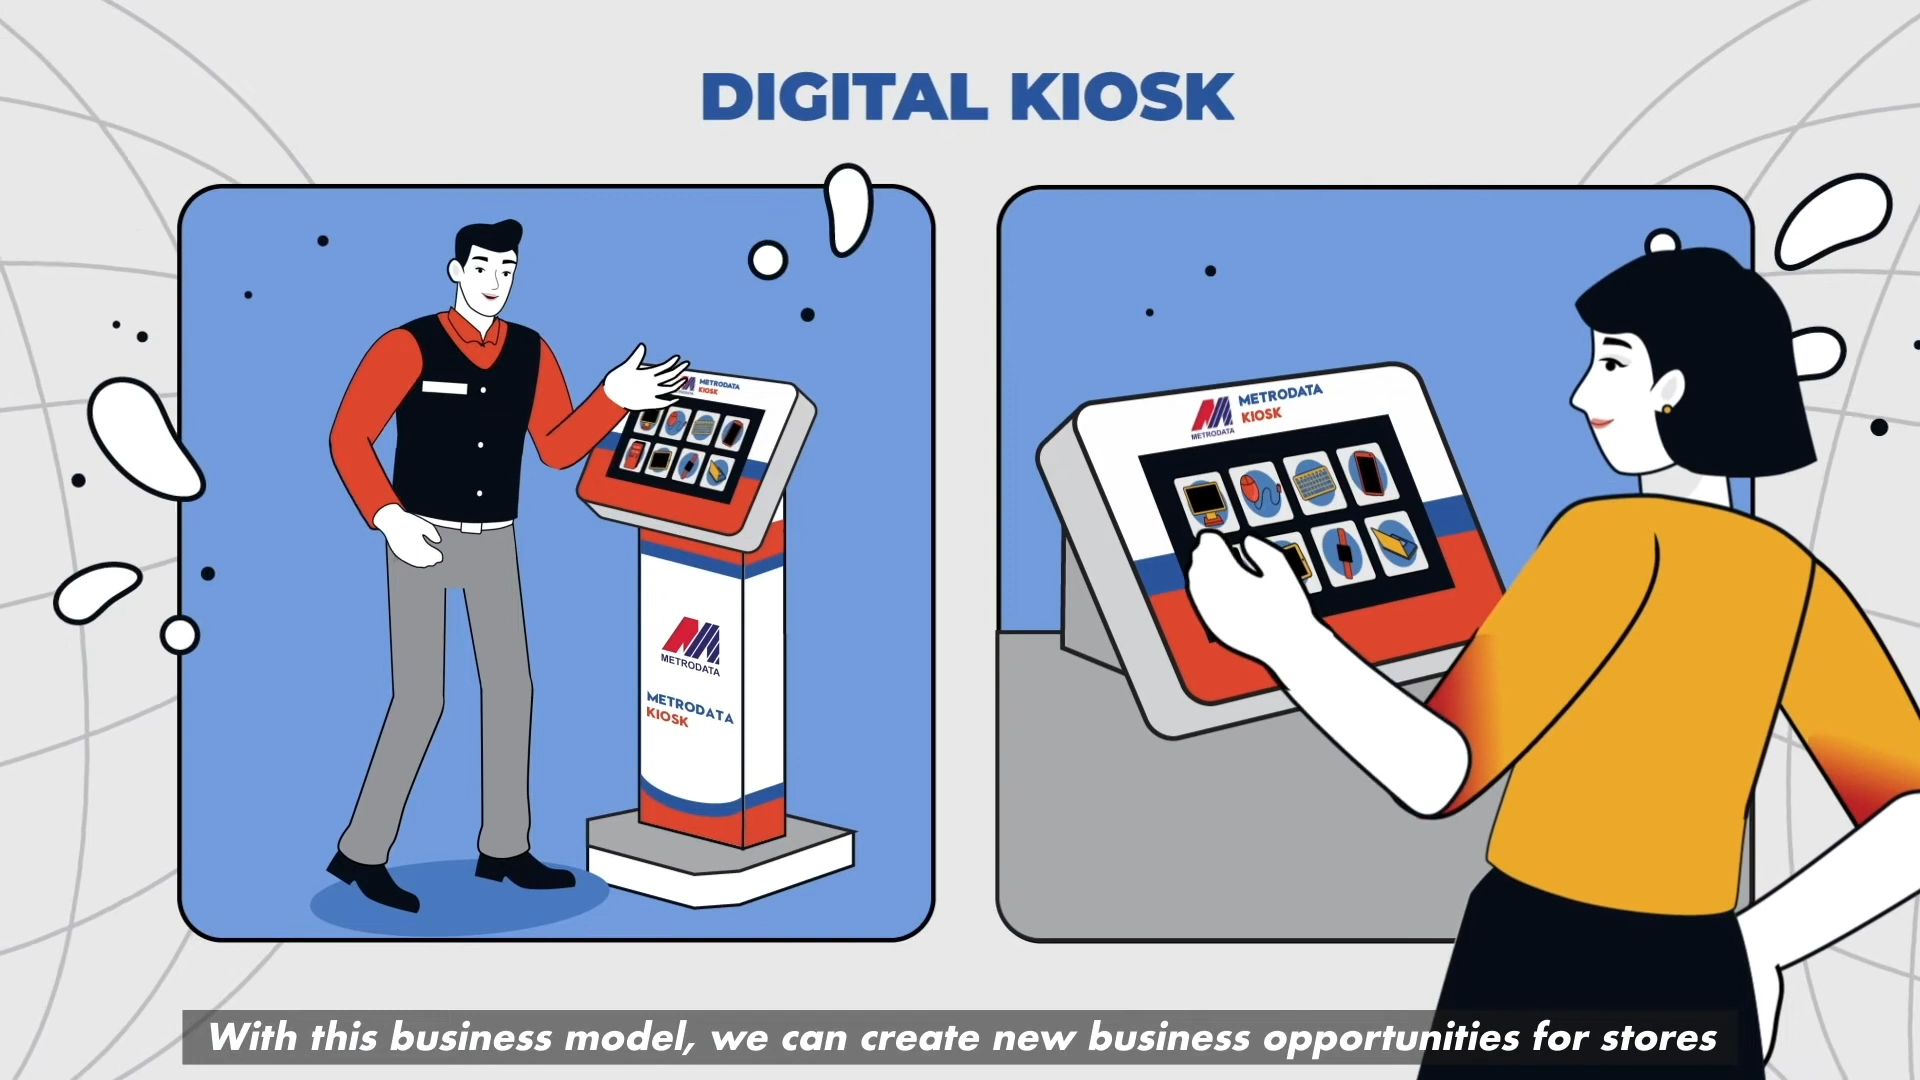 DIGITAL KIOSK
METRODATA
KIOSK
METRODATA
METRODATA
KIOSK
METRODATA
METRODATA
KIOSK
With this business model, we can create new business opportunities for stores